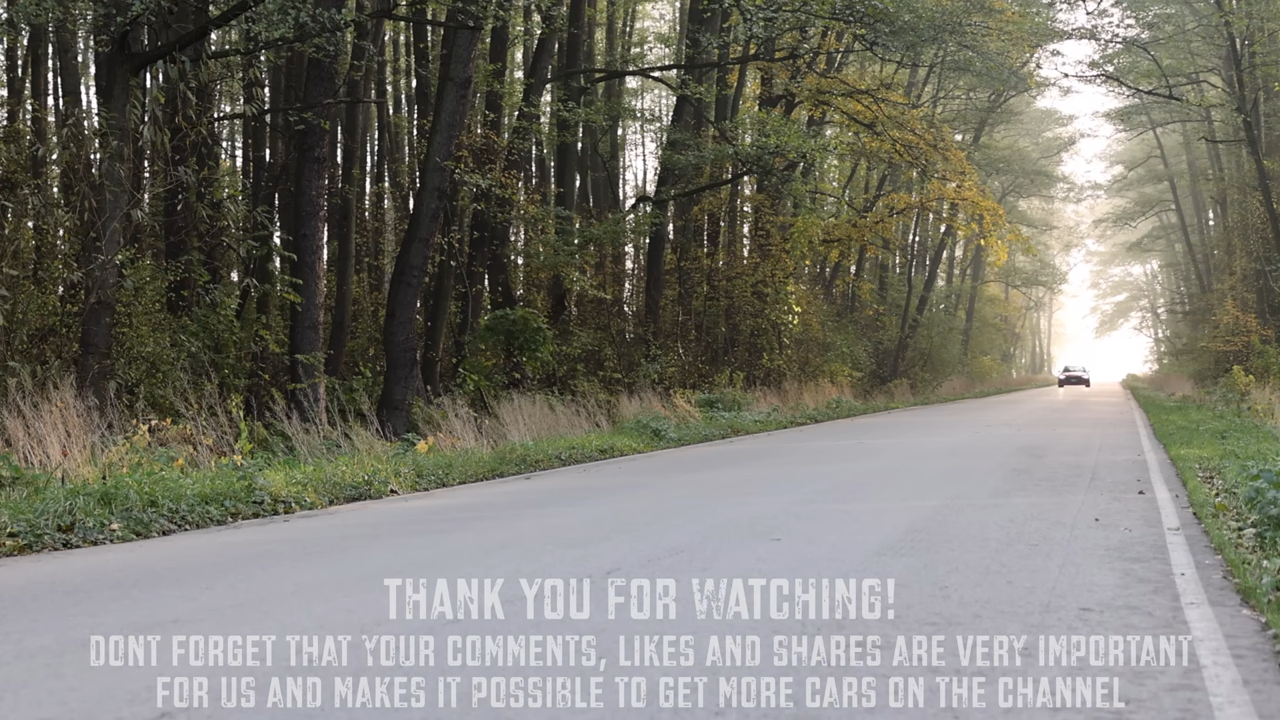 THANK YOU FOR WATCHING!
DONT FORGET THAT YOUR COMMENTS, LIKES AND SHARES ARE VERY IMPORTANT
FOR US AND MAKES IT POSSIBLE TO GET MORE CARS ON THE CHANNEL